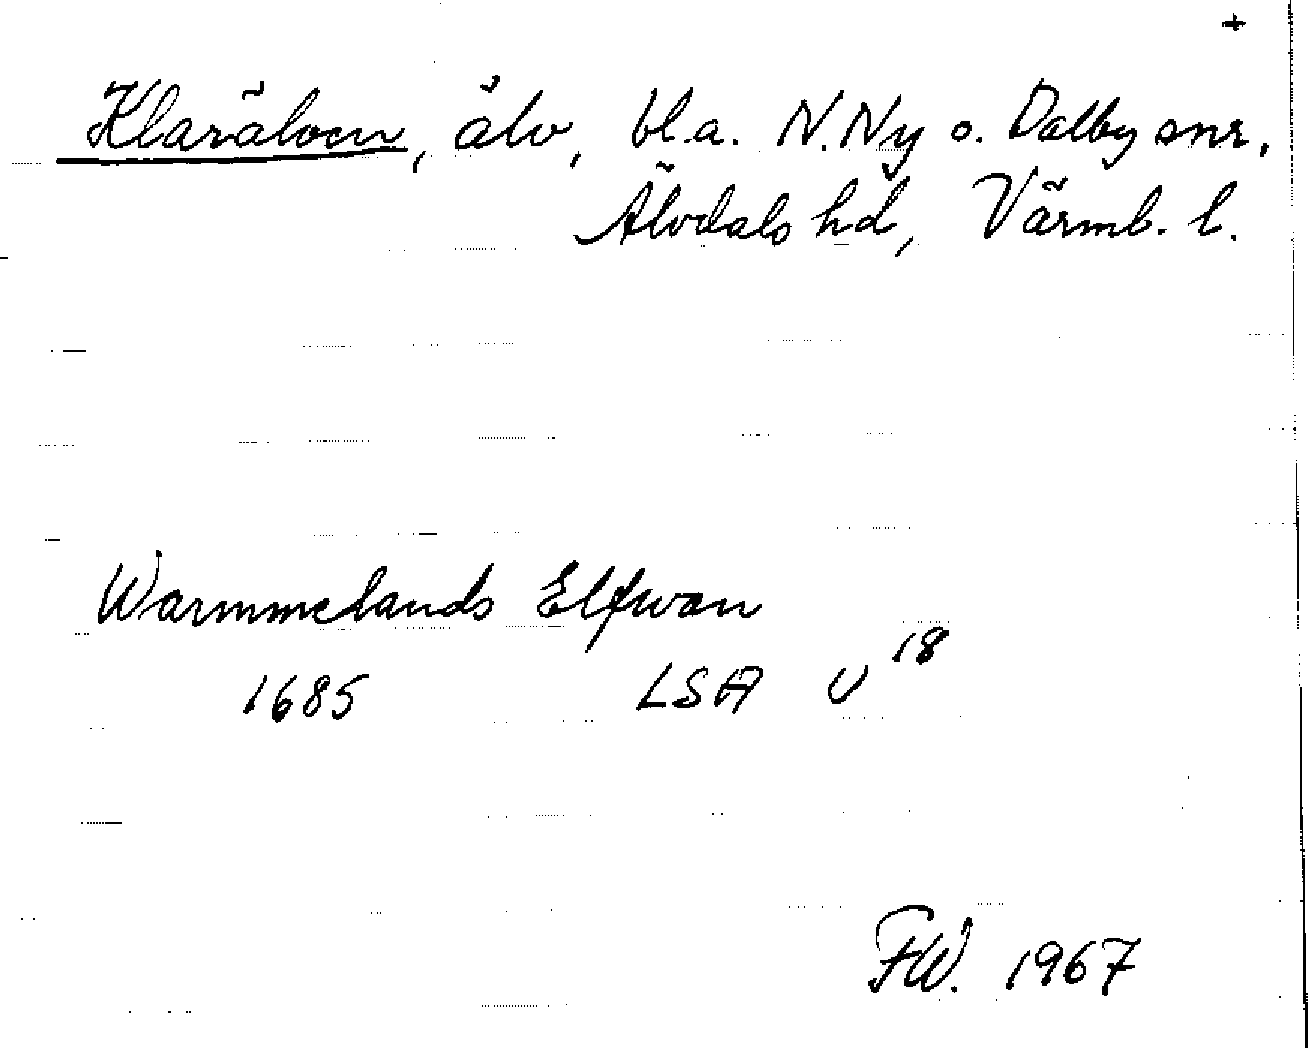 +
Klarälven, älv, bl.a. N.Ny o. Dalby snr,
Älvdals hd, Värml. l.
Warmmelands Elfwan
1685 LSA U 18
FW. 1967